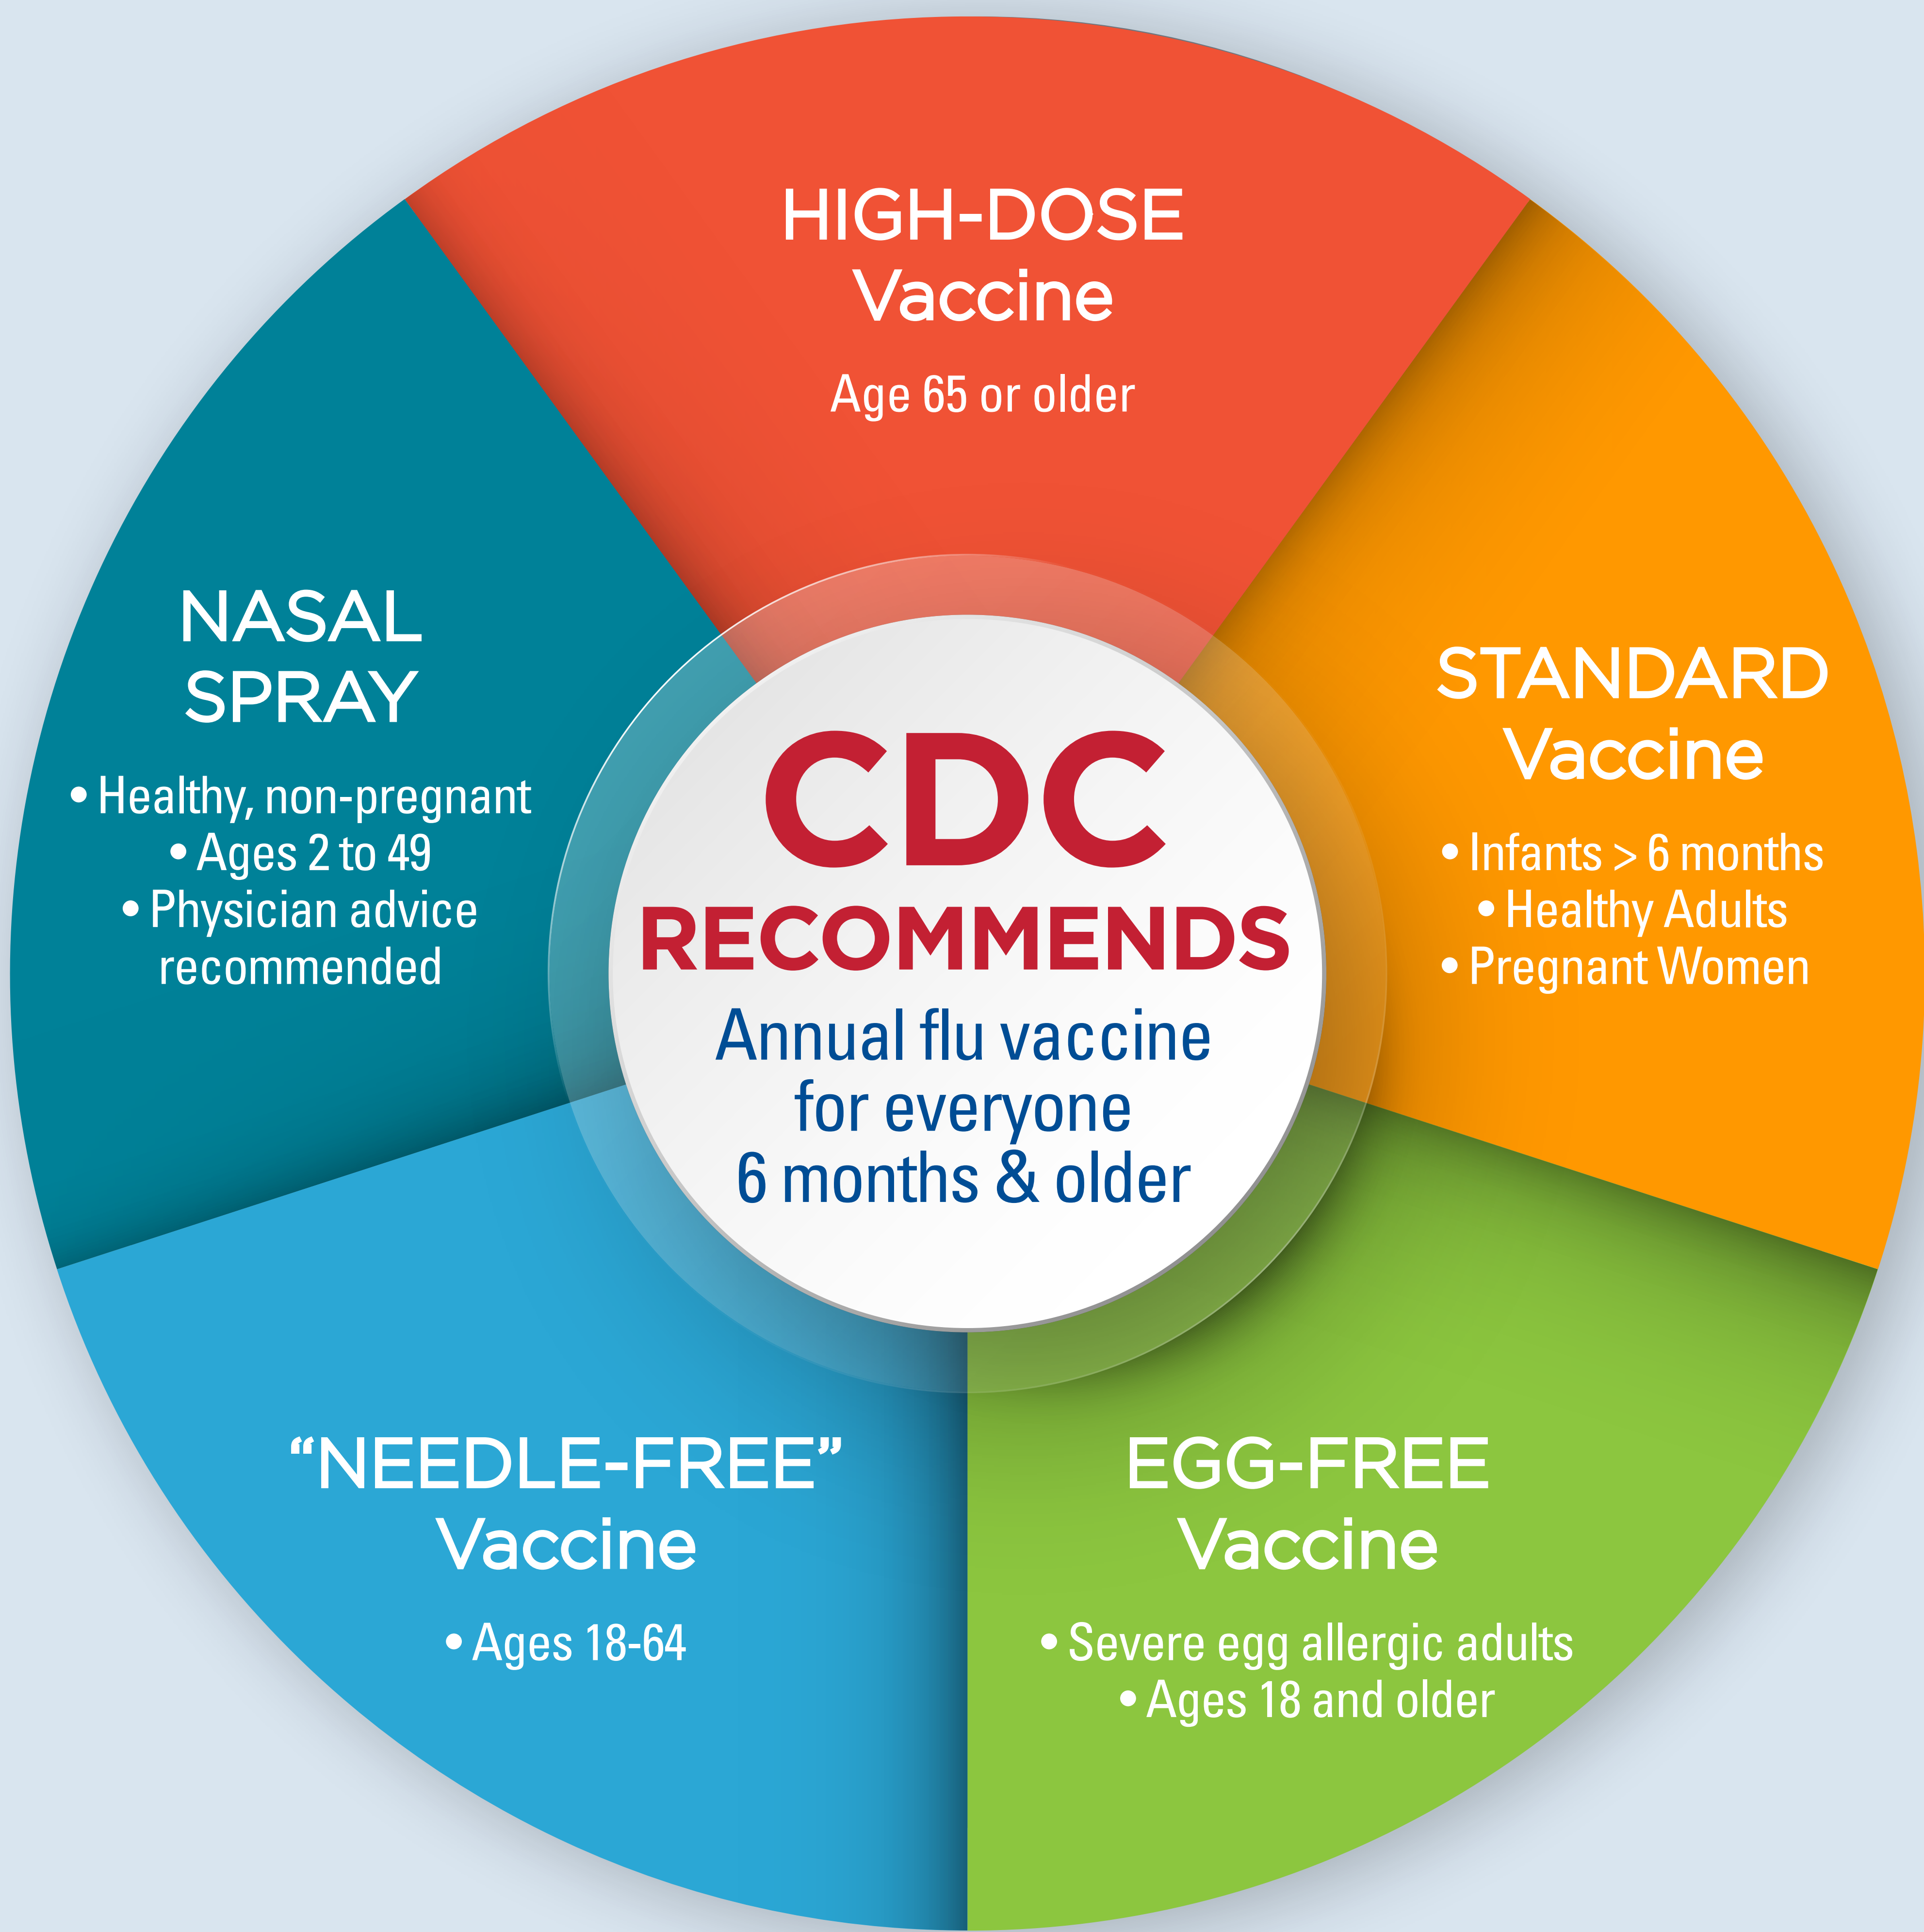 CDC
RECOMMENDS
Annual flu vaccine
for everyone
6 months & older
HIGH-DOSE
Vaccine
Age 65 or older
STANDARD
Vaccine
• Infants > 6 months
• Healthy Adults
• Pregnant Women
EGG-FREE
Vaccine
• Severe egg allergic adults
• Ages 18 and older
“NEEDLE-FREE”
Vaccine
• Ages 18-64
NASAL
SPRAY
• Healthy, non-pregnant
• Ages 2 to 49
• Physician advice
recommended